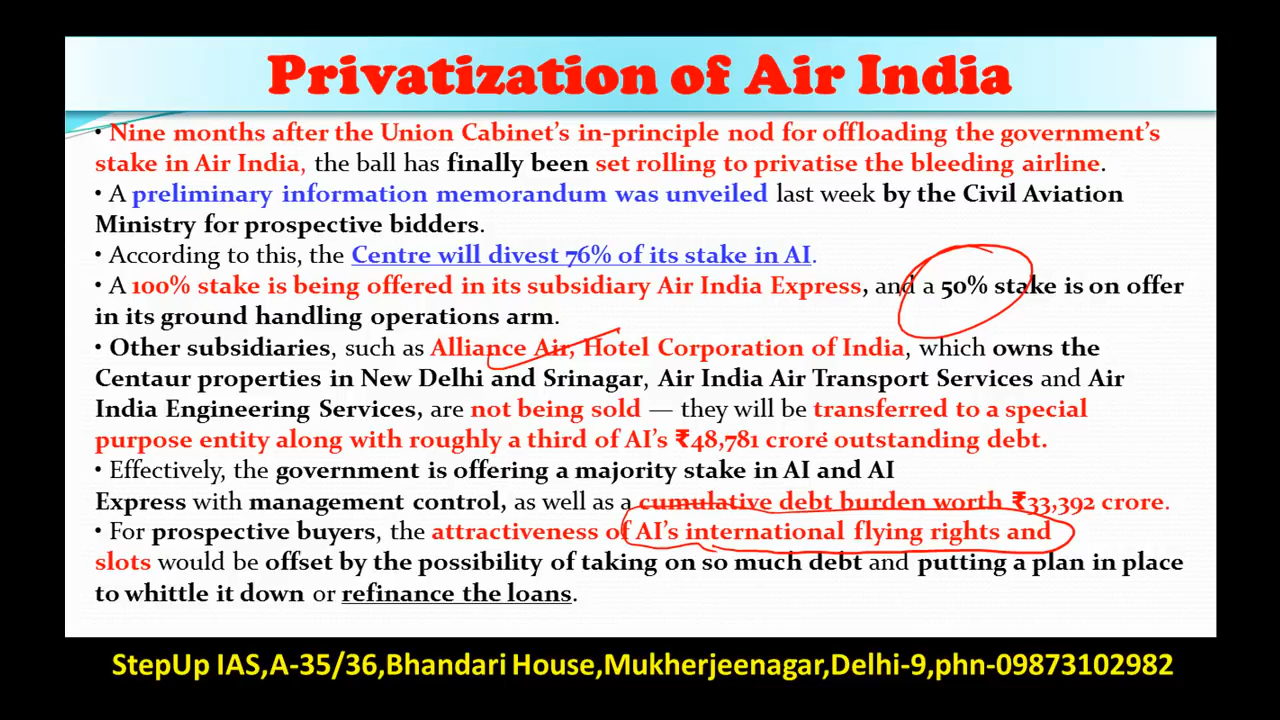 Privatization of Air India
• Nine months after the Union Cabinet's in-principle nod for offloading the government's
stake in Air India, the ball has finally been set rolling to privatise the bleeding airline.
• A preliminary information memorandum was unveiled last week by the Civil Aviation
Ministry for prospective bidders.
• According to this, the Centre will divest 76% of its stake in AI.
• A 100% stake is being offered in its subsidiary Air India Express, and a 50% stake is on offer
in its ground handling operations arm.
• Other subsidiaries, such as Alliance Air, Hotel Corporation of India, which owns the
Centaur properties in New Delhi and Srinagar, Air India Air Transport Services and Air
India Engineering Services, are not being sold — they will be transferred to a special
purpose entity along with roughly a third of AI's ₹48,781 crore outstanding debt.
• Effectively, the government is offering a majority stake in AI and AI
Express with management control, as well as a cumulative debt burden worth ₹33,392 crore.
• For prospective buyers, the attractiveness of AI's international flying rights and
slots would be offset by the possibility of taking on so much debt and putting a plan in place
to whittle it down or refinance the loans.
StepUp IAS,A-35/36,Bhandari House,Mukherjeenagar,Delhi-9,phn-09873102982